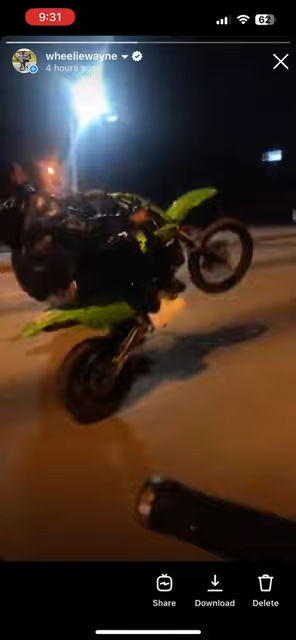 9:31
62
wheeliewayne
4 hours ago
Share
Download
Delete